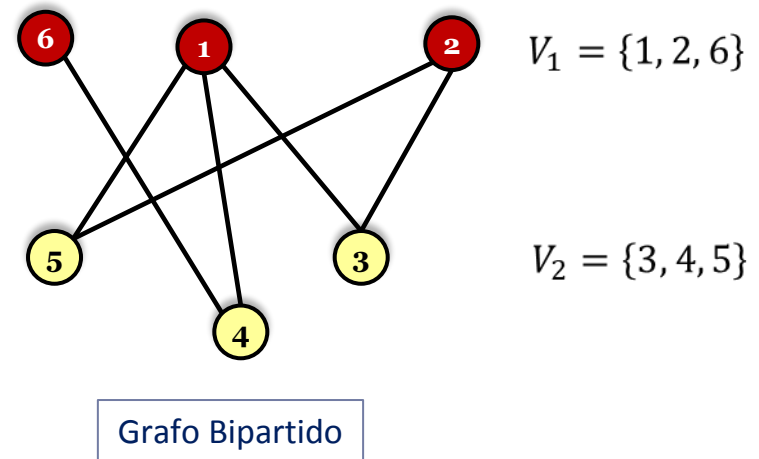 6
1
2
V₁ = {1, 2, 6}
5
3
V₂ = {3, 4, 5}
4
Grafo Bipartido